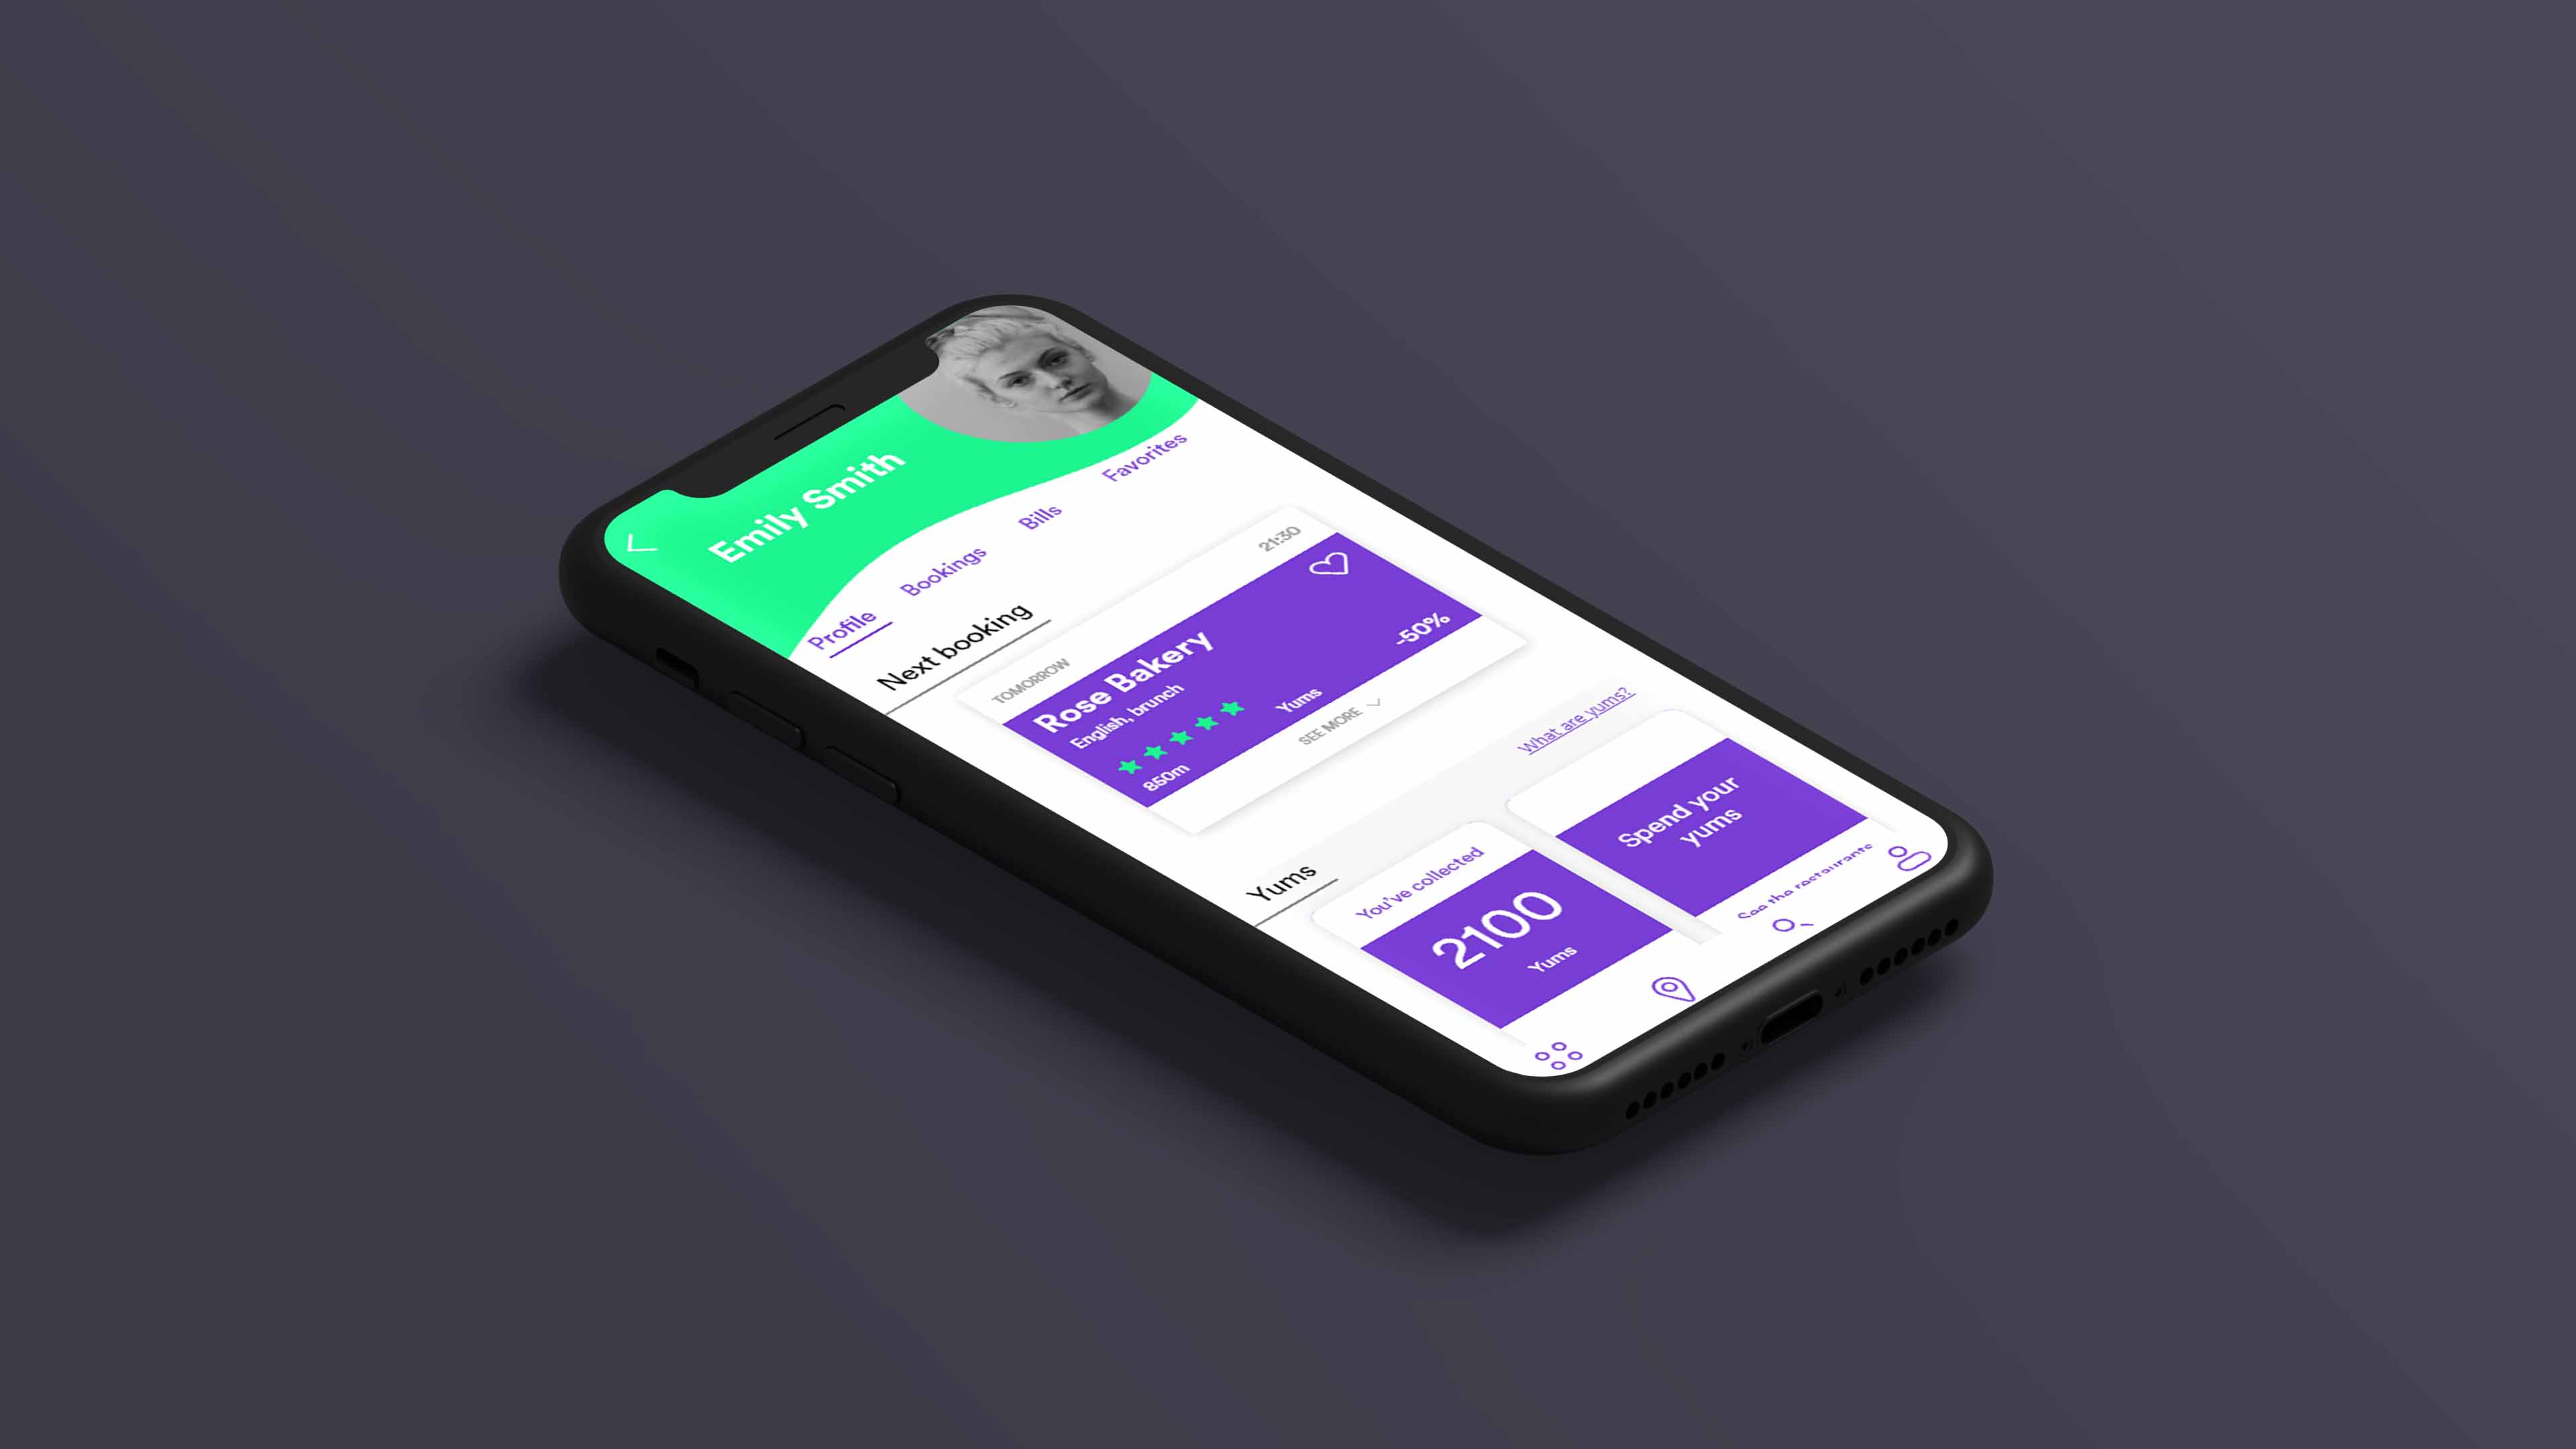 Emily Smith
Profile
Bookings
Bills
Favorites
Next booking
TOMORROW
21:30
Rose Bakery
English, brunch
850m
Yums
-50%
SEE MORE
Yums
What are yums?
You've collected
2100
Yums
Spend your
yums
See the restaurants